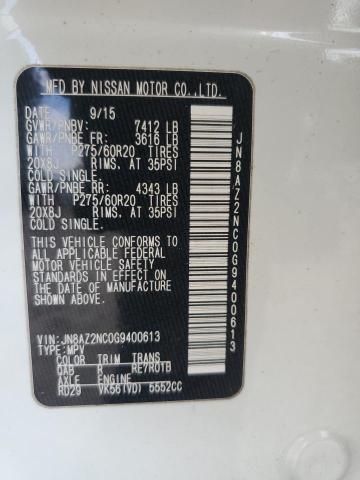 MFD BY NISSAN MOTOR CO.,LTD.
DATE 9/15
GVWR/PNBV: 7412 LB
GAWR/PNBE FR: 3616 LB
WITH P275/60R20 TIRES
20X8J RIMS, AT 35PSI
COLD SINGLE.
GAWR/PNBE RR: 4343 LB
WITH P275/60R20 TIRES
20X8J RIMS, AT 35PSI
COLD SINGLE.
THIS VEHICLE CONFORMS TO
ALL APPLICABLE FEDERAL
MOTOR VEHICLE SAFETY
STANDARDS IN EFFECT ON
THE DATE OF MANUFACTURE
SHOWN ABOVE.
VIN: JN8AZ2NC0G9400613
TYPE: MPV
COLOR TRIM TRANS
QAB R RE7R01B
AXLE ENGINE
RD29 VK56(VD) 5552CC
JN8AZ2NC0G9400613